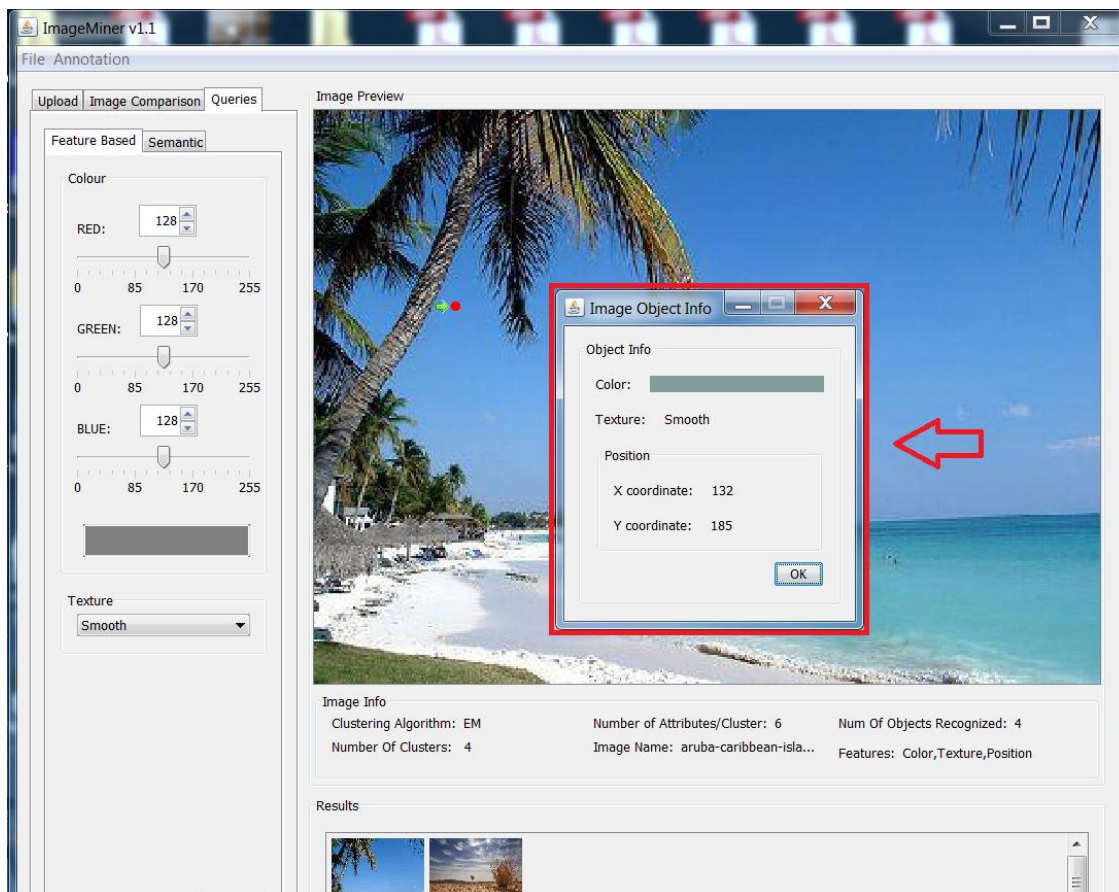 ImageMiner v1.1
File Annotation
Upload Image Comparison Queries
Feature Based Semantic
Colour
RED: 128
0 85 170 255
GREEN: 128
0 85 170 255
BLUE: 128
0 85 170 255
Texture
Smooth
Image Preview
Image Object Info
Object Info
Color:
Texture: Smooth
Position
X coordinate: 132
Y coordinate: 185
OK
Image Info
Clustering Algorithm: EM Number of Attributes/Cluster: 6 Num Of Objects Recognized: 4
Number Of Clusters: 4 Image Name: aruba-caribbean-isla... Features: Color,Texture,Position
Results